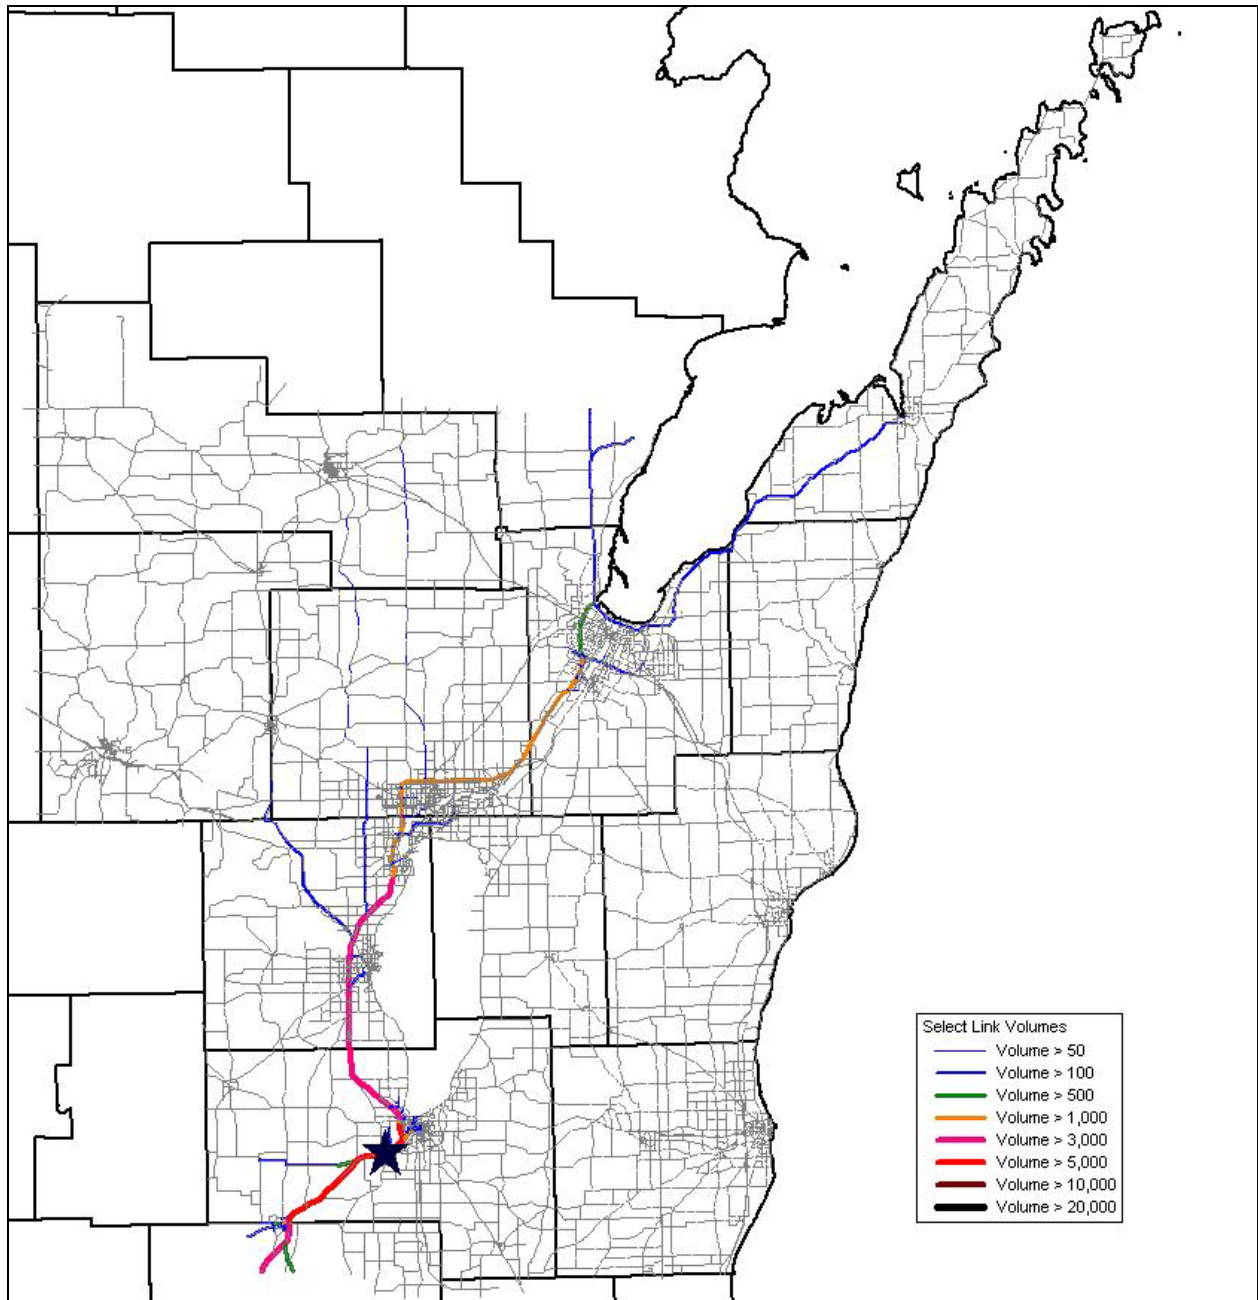 Select Link Volumes
Volume > 50
Volume > 100
Volume > 500
Volume > 1,000
Volume > 3,000
Volume > 5,000
Volume > 10,000
Volume > 20,000